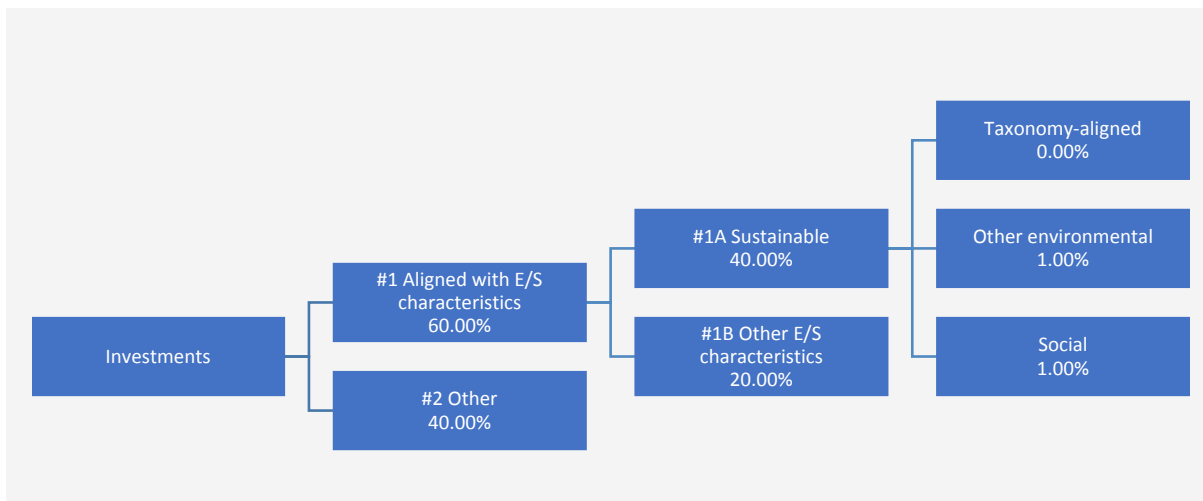 Investments
#1 Aligned with E/S
characteristics
60.00%
#2 Other
40.00%
#1A Sustainable
40.00%
#1B Other E/S
characteristics
20.00%
Taxonomy-aligned
0.00%
Other environmental
1.00%
Social
1.00%